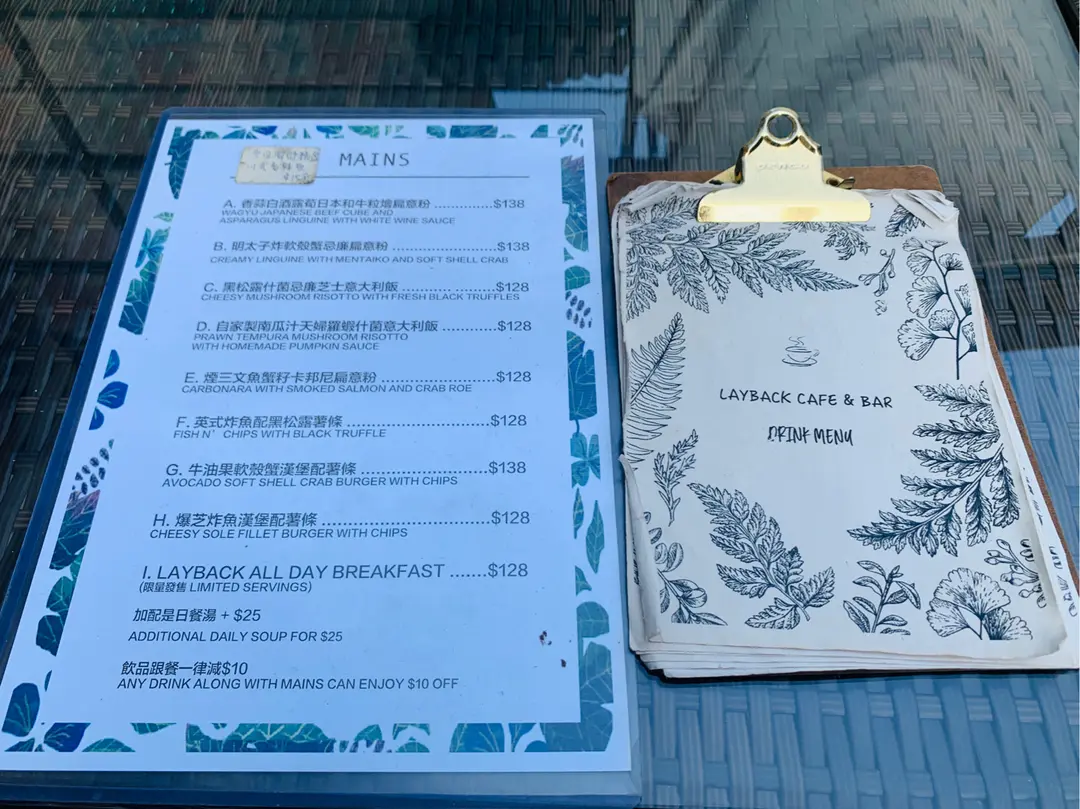 MAINS
A. 香蒜白酒露荀日本和牛粒燴扁意粉 ........$138
WAGYU JAPANESE BEEF CUBE AND
ASPARAGUS LINGUINE WITH WHITE WINE SAUCE
B. 明太子炸軟殼蟹忌廉扁意粉 ................$138
CREAMY LINGUINE WITH MENTAIKO AND SOFT SHELL CRAB
C. 黑松露什菌忌廉芝士意大利飯 ...............$128
CHEESY MUSHROOM RISOTTO WITH FRESH BLACK TRUFFLES
D. 自家製南瓜汁天婦羅蝦什菌意大利飯 ............$128
PRAWN TEMPURA MUSHROOM RISOTTO
WITH HOMEMADE PUMPKIN SAUCE
E. 煙三文魚蟹籽卡邦尼扁意粉 ..................$128
CARBONARA WITH SMOKED SALMON AND CRAB ROE
F. 英式炸魚配黑松露薯條 .........................$128
FISH N' CHIPS WITH BLACK TRUFFLE
G. 牛油果軟殼蟹漢堡配薯條 .....................$138
AVOCADO SOFT SHELL CRAB BURGER WITH CHIPS
H. 爆芝炸魚漢堡配薯條 ...........................$128
CHEESY SOLE FILLET BURGER WITH CHIPS
I. LAYBACK ALL DAY BREAKFAST .......$128
(限量發售 LIMITED SERVINGS)
加配是日餐湯 + $25
ADDITIONAL DAILY SOUP FOR $25
飲品跟餐一律減$10
ANY DRINK ALONG WITH MAINS CAN ENJOY $10 OFF
LAYBACK CAFE & BAR
DRINK MENU